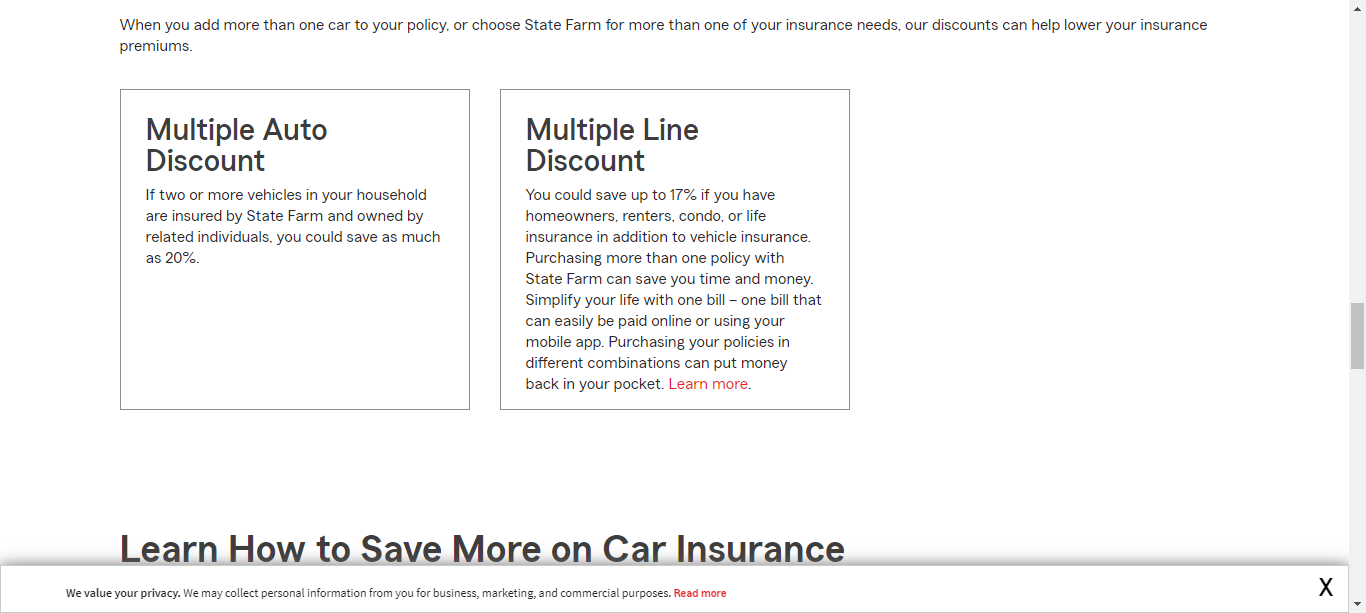 When you add more than one car to your policy, or choose State Farm for more than one of your insurance needs, our discounts can help lower your insurance
premiums.
Multiple Auto
Discount
If two or more vehicles in your household
are insured by State Farm and owned by
related individuals, you could save as much
as 20%.
Multiple Line
Discount
You could save up to 17% if you have
homeowners, renters, condo, or life
insurance in addition to vehicle insurance.
Purchasing more than one policy with
State Farm can save you time and money.
Simplify your life with one bill – one bill that
can easily be paid online or using your
mobile app. Purchasing your policies in
different combinations can put money
back in your pocket. Learn more.
Learn How to Save More on Car Insurance
We value your privacy. We may collect personal information from you for business, marketing, and commercial purposes. Read more
X